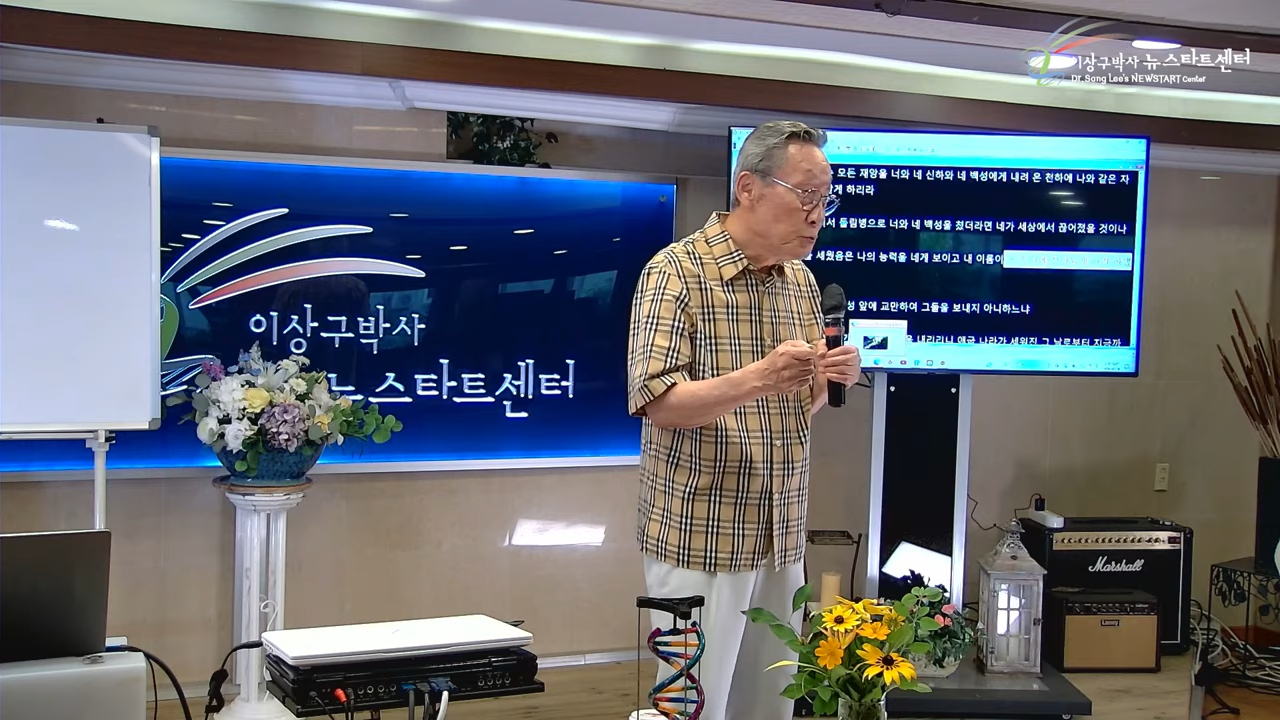 이상구박사 뉴스타트센터
Dr. Sang Lee's NEWSTART Center
모든 재앙을 너와 네 신하와 네 백성에게 내려 온 천하에 나와 같은 자
하리라
돌림병으로 너와 네 백성을 쳤더라면 네가 세상에서 끊어졌을 것이나
세웠음은 나의 능력을 네게 보이고 내 이름이
앞에 교만하여 그들을 보내지 아니하느냐
내리리니 애굽 나라가 세워진 그 날로부터 지금까
이상구박사
뉴스타트센터
Marshall
Laney